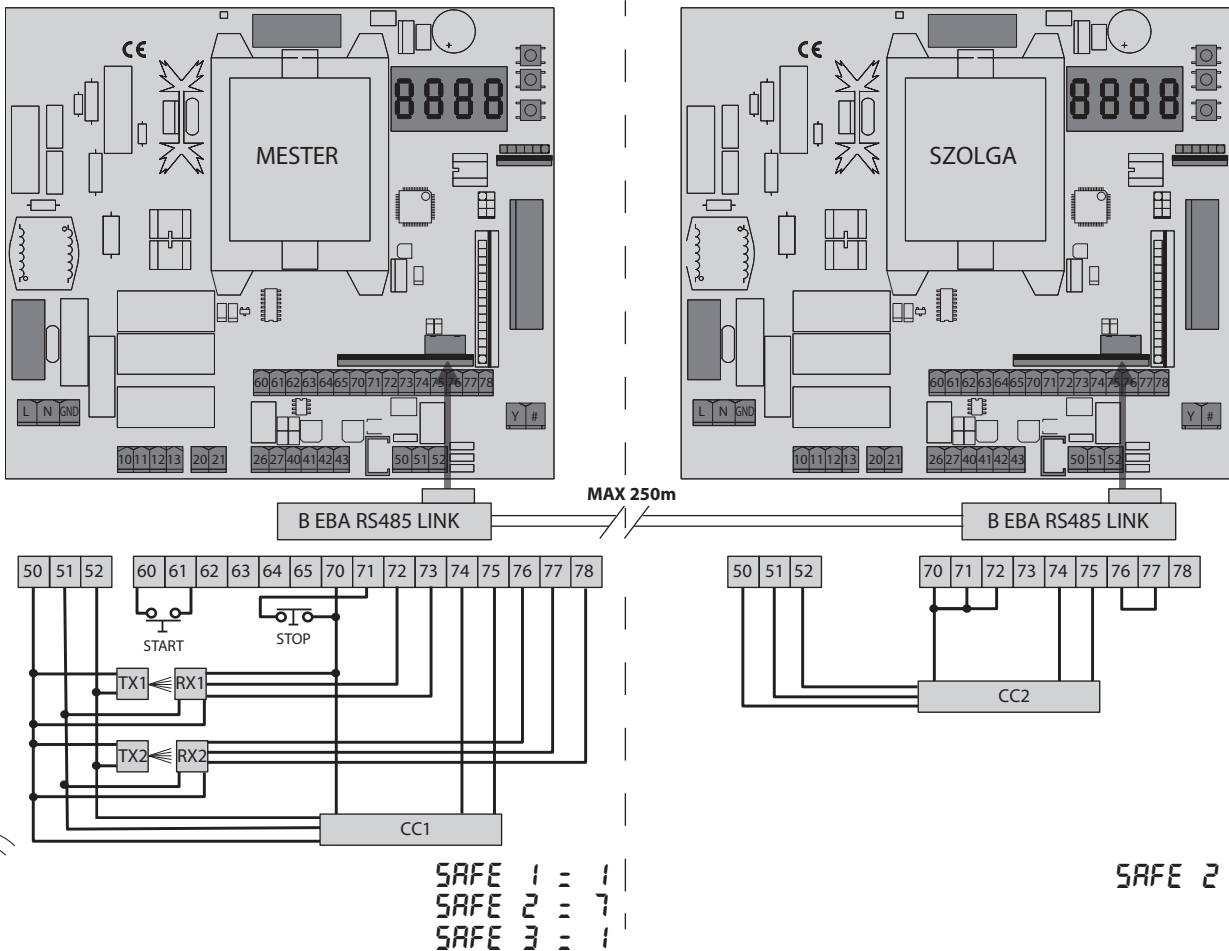 CE
MESTER
8888
60 61 62 63 64 65 70 71 72 73 74 75 76 77 78
L N GND
Y #
10 11 12 13 20 21 26 27 40 41 42 43 50 51 52
B EBA RS485 LINK
CE
SZOLGA
8888
60 61 62 63 64 65 70 71 72 73 74 75 76 77 78
L N GND
Y #
10 11 12 13 20 21 26 27 40 41 42 43 50 51 52
B EBA RS485 LINK
MAX 250m
50 51 52 60 61 62 63 64 65 70 71 72 73 74 75 76 77 78
START
STOP
TX1 RX1
TX2 RX2
CC1
SAFE 1 = 1
SAFE 2 = 7
SAFE 3 = 1
50 51 52 70 71 72 73 74 75 76 77 78
CC2
SAFE 2